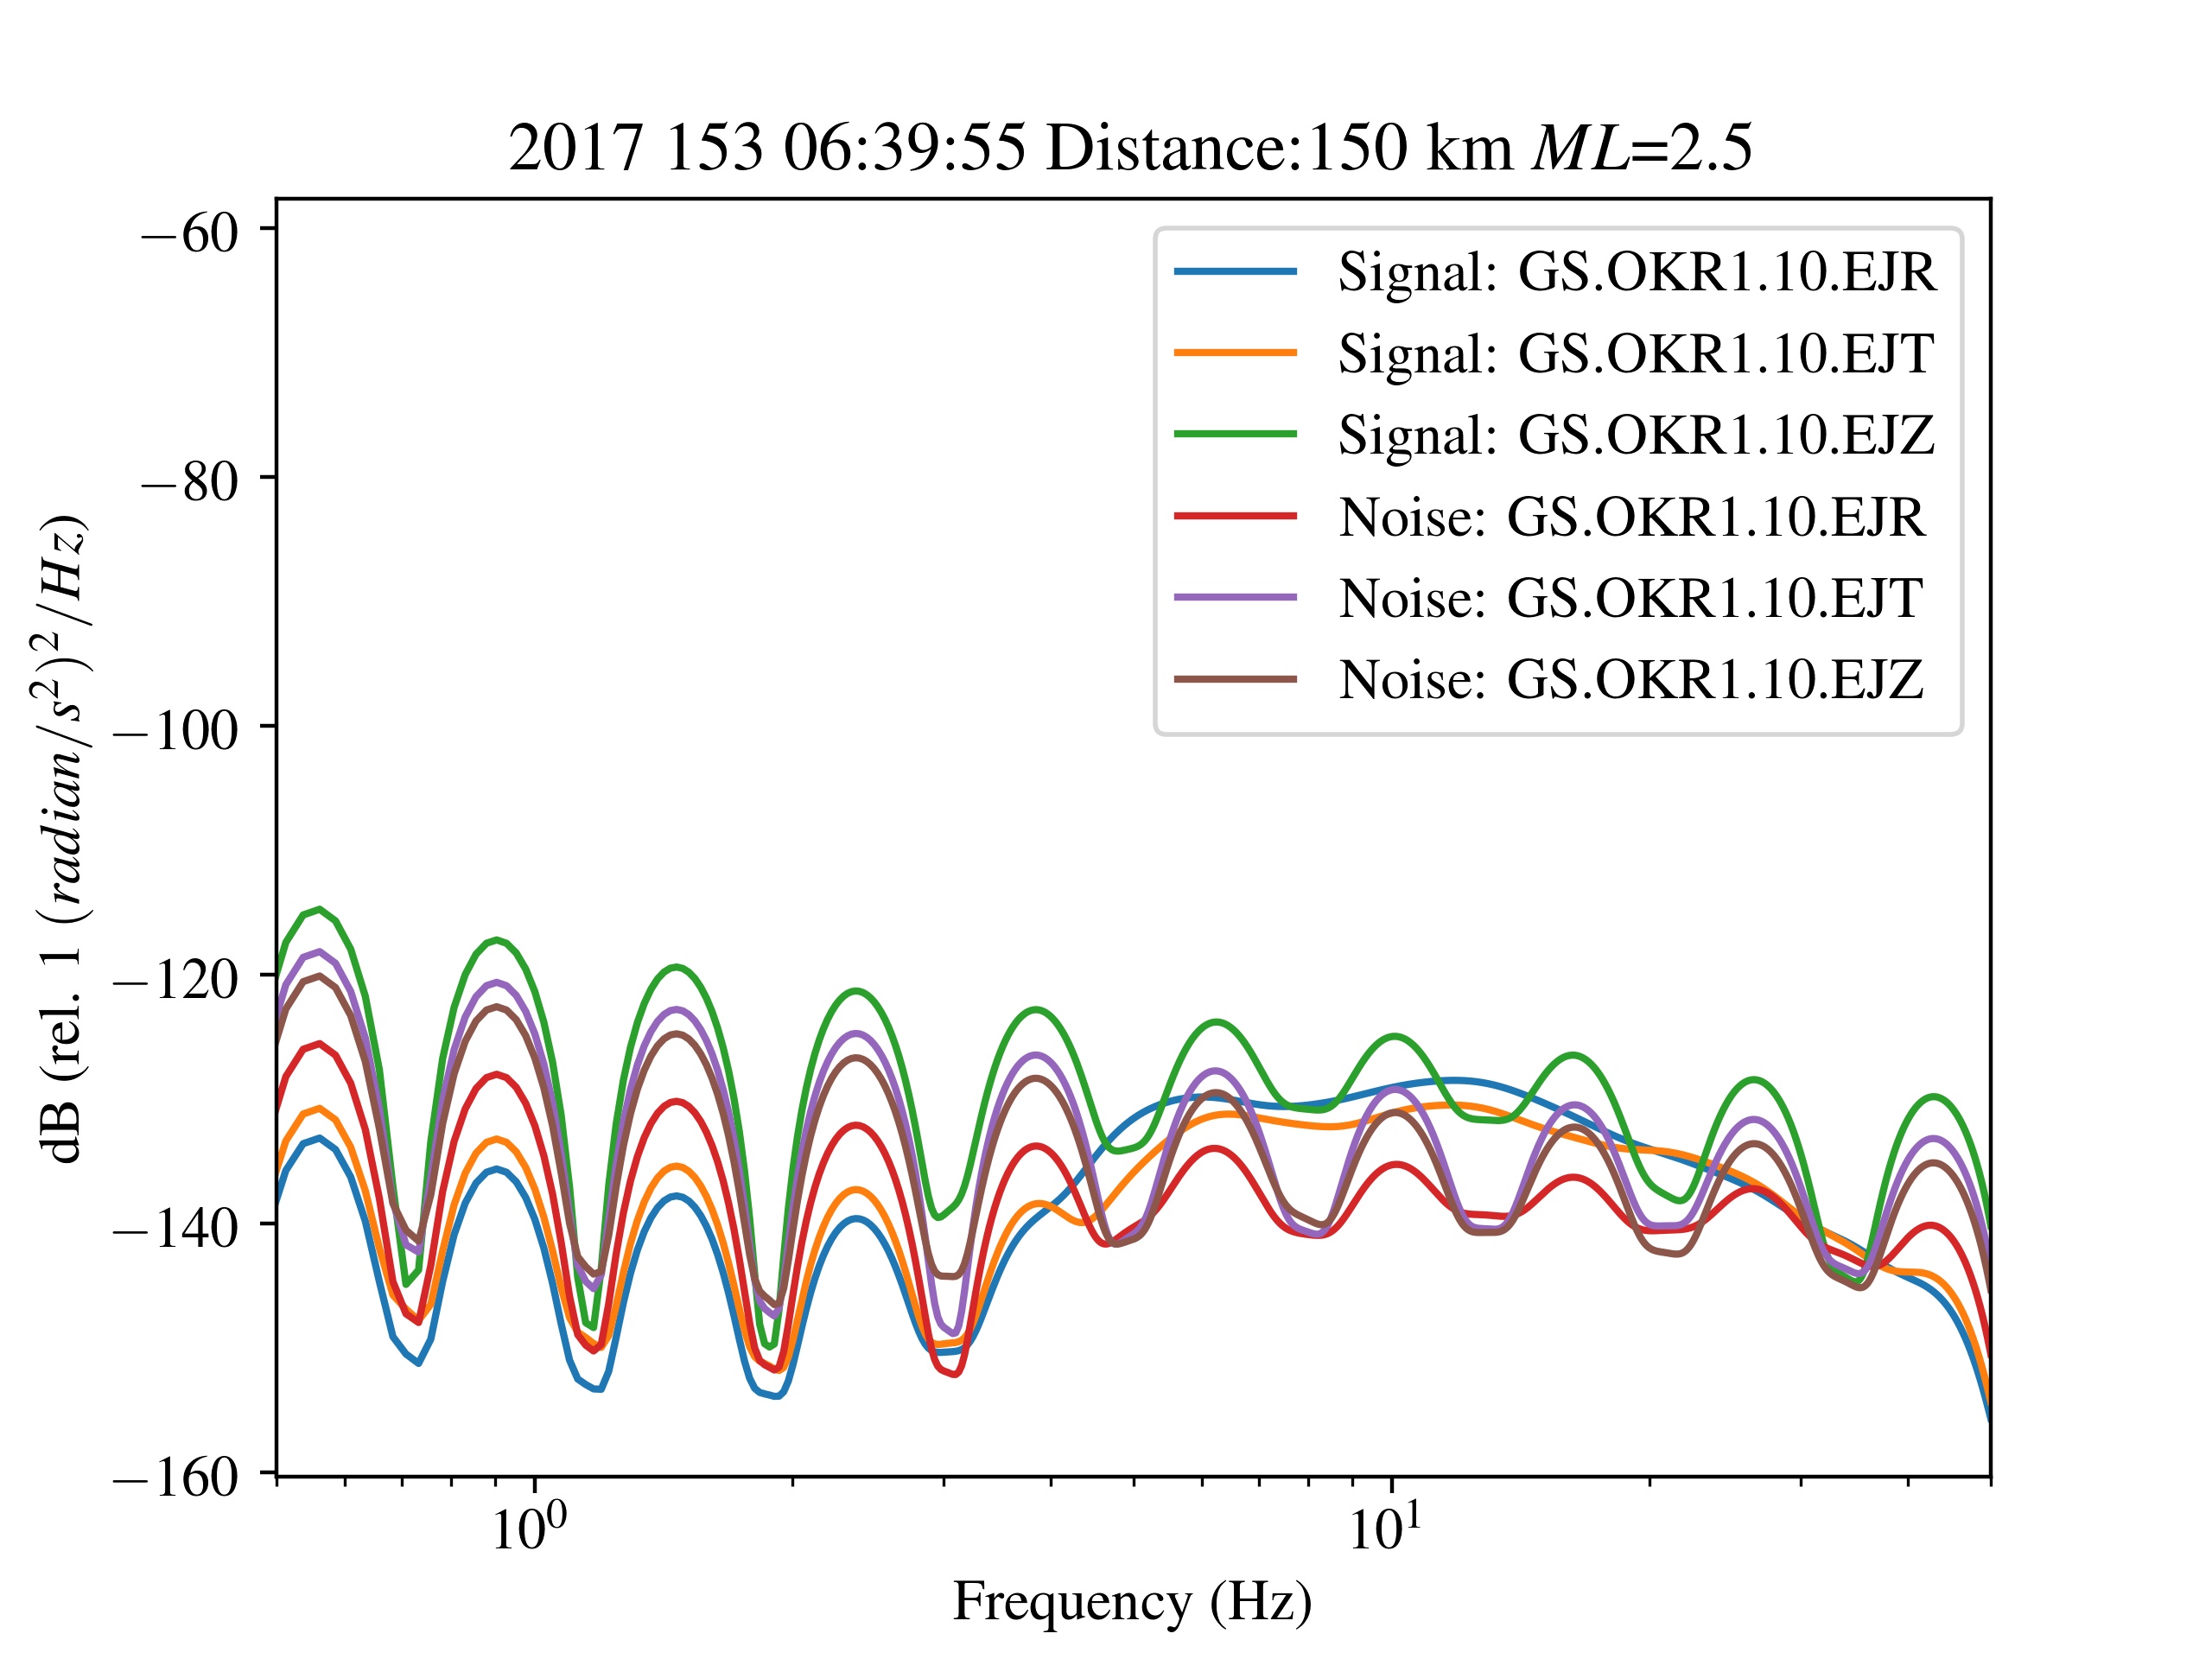 2017 153 06:39:55 Distance:150 km ML=2.5
−60
−80
−100
−120
−140
−160
dB (rel. 1 (radian/s²)²/Hz)
Signal: GS.OKR1.10.EJR
Signal: GS.OKR1.10.EJT
Signal: GS.OKR1.10.EJZ
Noise: GS.OKR1.10.EJR
Noise: GS.OKR1.10.EJT
Noise: GS.OKR1.10.EJZ
10⁰ 10¹
Frequency (Hz)